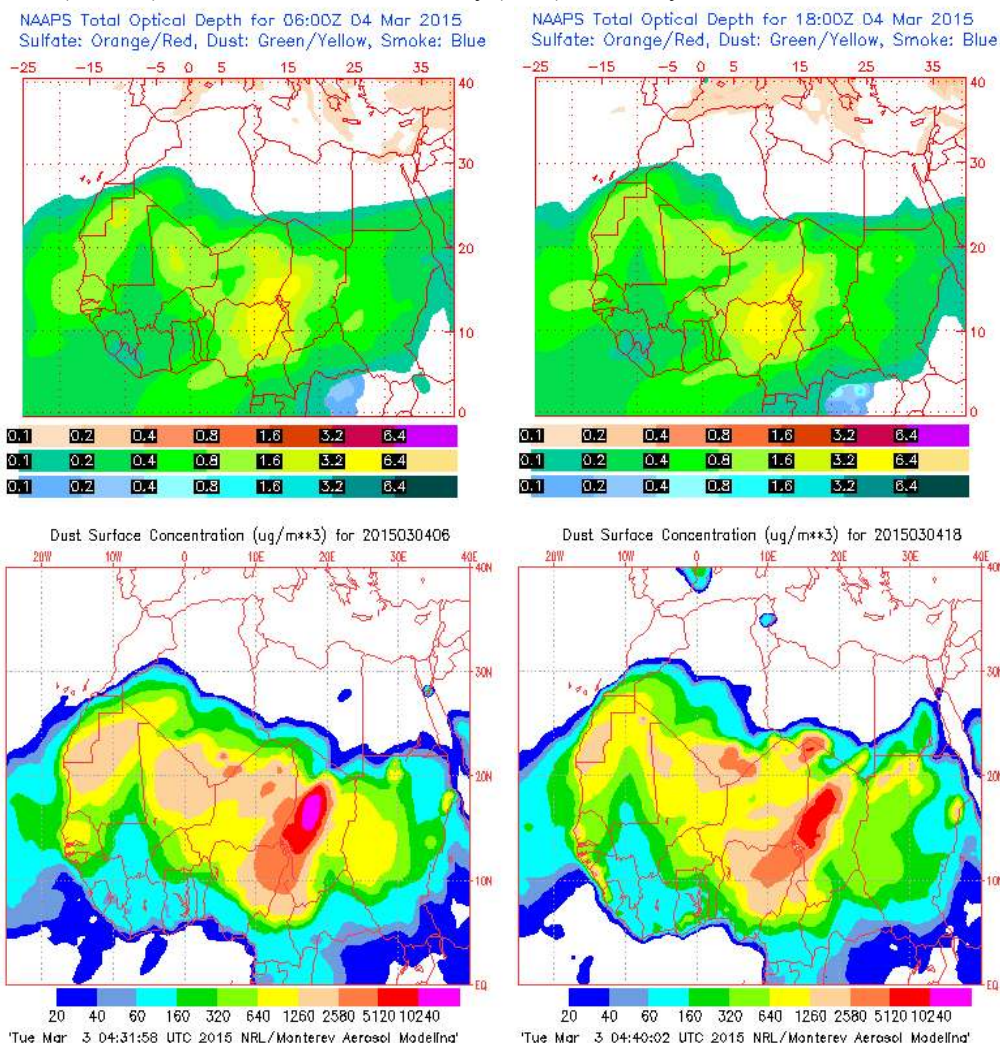 NAAPS Total Optical Depth for 06:00Z 04 Mar 2015
Sulfate: Orange/Red, Dust: Green/Yellow, Smoke: Blue
-25 -15 -5 0 5 15 25 35
40
30
20
10
0
0.1 0.2 0.4 0.8 1.6 3.2 6.4
0.1 0.2 0.4 0.8 1.6 3.2 6.4
0.1 0.2 0.4 0.8 1.6 3.2 6.4
NAAPS Total Optical Depth for 18:00Z 04 Mar 2015
Sulfate: Orange/Red, Dust: Green/Yellow, Smoke: Blue
-25 -15 -5 0 5 15 25 35
40
30
20
10
0
0.1 0.2 0.4 0.8 1.6 3.2 6.4
0.1 0.2 0.4 0.8 1.6 3.2 6.4
0.1 0.2 0.4 0.8 1.6 3.2 6.4
Dust Surface Concentration (ug/m**3) for 2015030406
20W 10W 0 10E 20E 30E 40E
40N
30N
20N
10N
EQ
20 40 60 160 320 640 1260 2580 5120 10240
'Tue Mar 3 04:31:58 UTC 2015 NRL/Monterey Aerosol Modeling'
Dust Surface Concentration (ug/m**3) for 2015030418
20W 10W 0 10E 20E 30E 40E
40N
30N
20N
10N
EQ
20 40 60 160 320 640 1260 2580 5120 10240
'Tue Mar 3 04:40:02 UTC 2015 NRL/Monterey Aerosol Modeling'